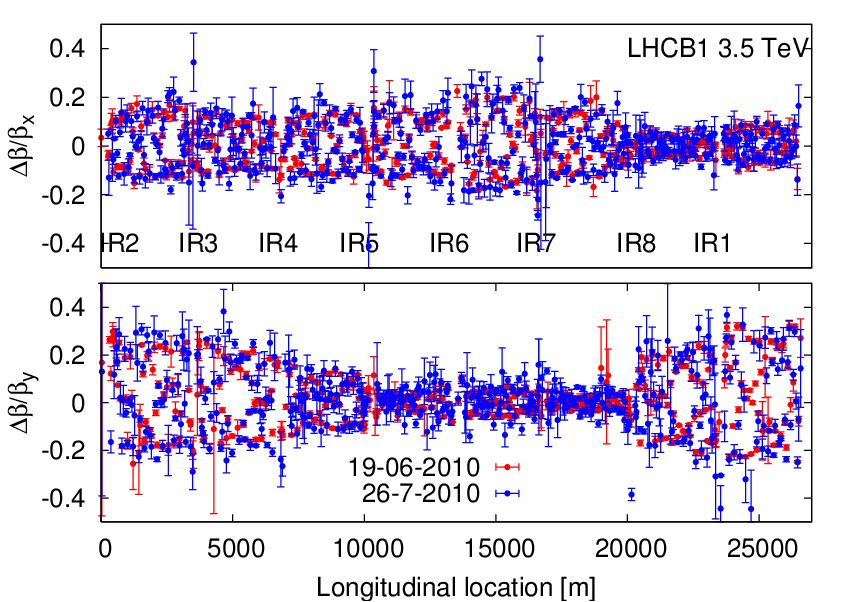 LHCB1 3.5 TeV
0.4
0.2
0
-0.2
-0.4
Δβ/βx
IR2 IR3 IR4 IR5 IR6 IR7 IR8 IR1
0.4
0.2
0
-0.2
-0.4
Δβ/βy
19-06-2010
26-7-2010
0 5000 10000 15000 20000 25000
Longitudinal location [m]